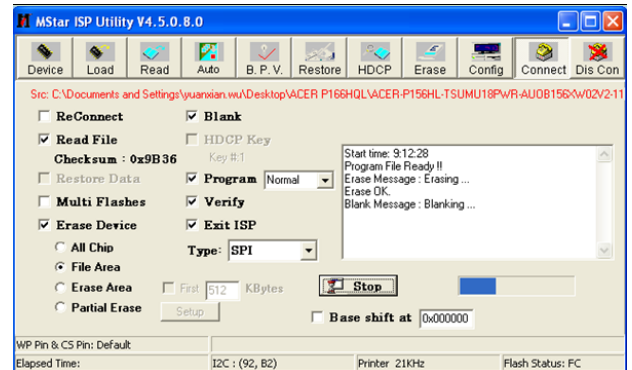 MStar ISP Utility V4.5.0.8.0
Device Load Read Auto B. P. V. Restore HDCP Erase Config Connect Dis Con
Src: C:\Documents and Settings\yuanxian.wu\Desktop\ACER P166HQL\ACER-P156HL-TSUMU18PWR-AUOB156XW02V2-11
ReConnect
Blank
Read File
HDCP Key
Checksum : 0x9B36
Key #:1
Restore Data
Program Normal
Multi Flashes
Verify
Erase Device
Exit ISP
All Chip
Type: SPI
File Area
Erase Area
First 512 KBytes
Partial Erase
Setup
Start time: 9:12:28
Program File Ready !!
Erase Message : Erasing ...
Erase OK.
Blank Message : Blanking ...
Stop
Base shift at 0x000000
WP Pin & CS Pin: Default
Elapsed Time:
I2C : (92, B2)
Printer 21KHz
Flash Status: FC